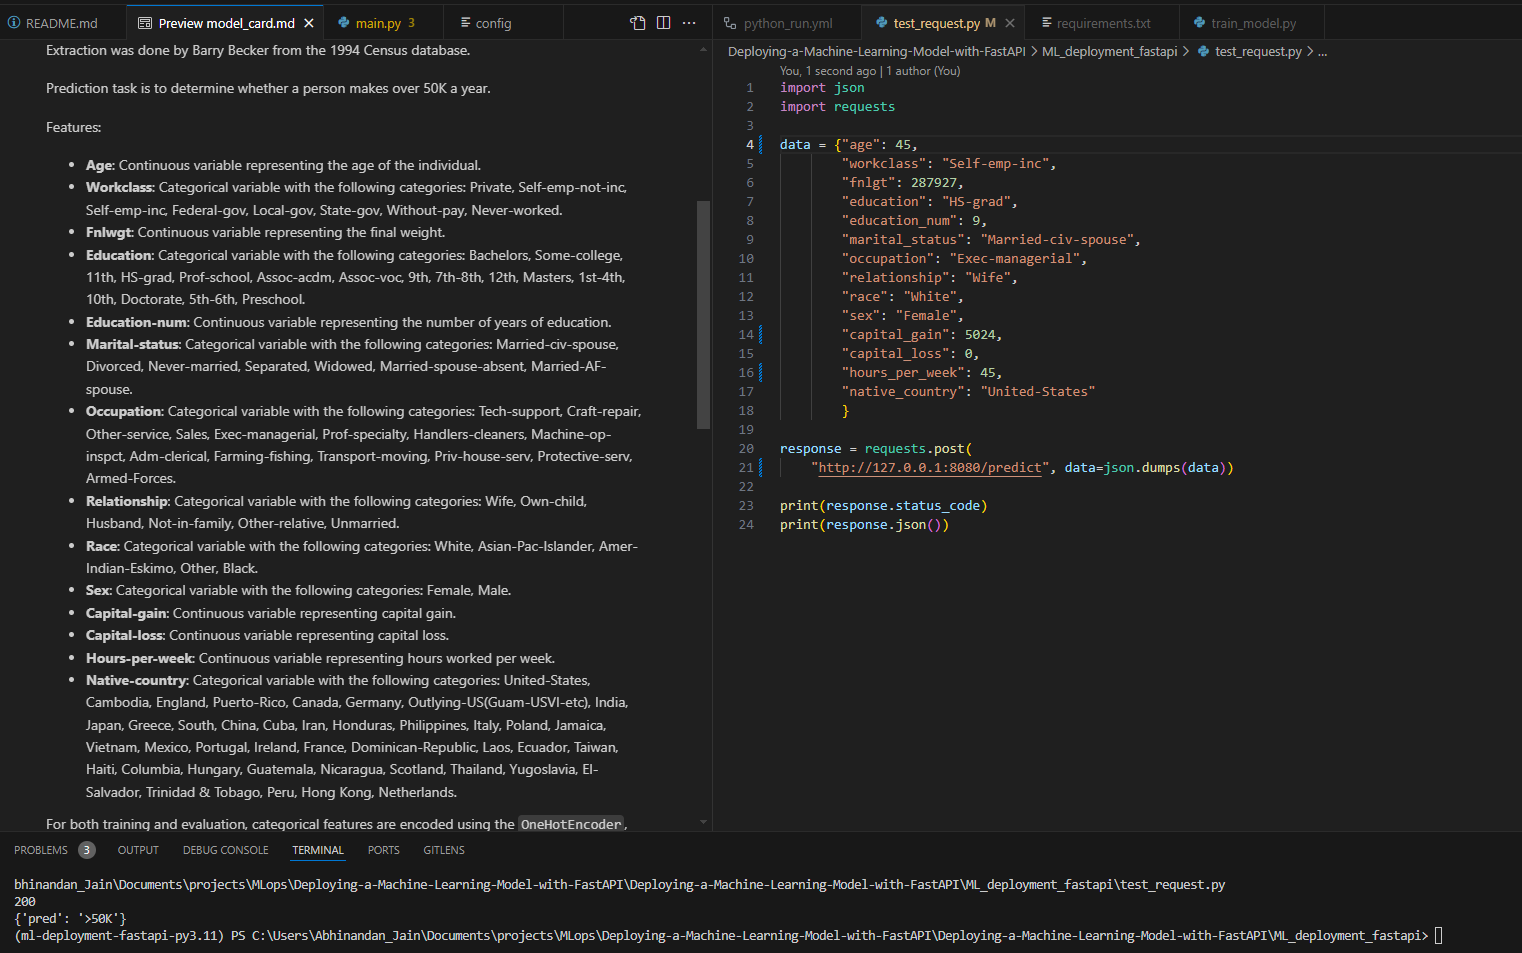 README.md
Preview model_card.md
main.py 3
config
python_run.yml
test_request.py M
requirements.txt
train_model.py
Extraction was done by Barry Becker from the 1994 Census database.
Prediction task is to determine whether a person makes over 50K a year.
Features:
Age: Continuous variable representing the age of the individual.
Workclass: Categorical variable with the following categories: Private, Self-emp-not-inc,
Self-emp-inc, Federal-gov, Local-gov, State-gov, Without-pay, Never-worked.
Fnlwgt: Continuous variable representing the final weight.
Education: Categorical variable with the following categories: Bachelors, Some-college,
11th, HS-grad, Prof-school, Assoc-acdm, Assoc-voc, 9th, 7th-8th, 12th, Masters, 1st-4th,
10th, Doctorate, 5th-6th, Preschool.
Education-num: Continuous variable representing the number of years of education.
Marital-status: Categorical variable with the following categories: Married-civ-spouse,
Divorced, Never-married, Separated, Widowed, Married-spouse-absent, Married-AF-
spouse.
Occupation: Categorical variable with the following categories: Tech-support, Craft-repair,
Other-service, Sales, Exec-managerial, Prof-specialty, Handlers-cleaners, Machine-op-
inspct, Adm-clerical, Farming-fishing, Transport-moving, Priv-house-serv, Protective-serv,
Armed-Forces.
Relationship: Categorical variable with the following categories: Wife, Own-child,
Husband, Not-in-family, Other-relative, Unmarried.
Race: Categorical variable with the following categories: White, Asian-Pac-Islander, Amer-
Indian-Eskimo, Other, Black.
Sex: Categorical variable with the following categories: Female, Male.
Capital-gain: Continuous variable representing capital gain.
Capital-loss: Continuous variable representing capital loss.
Hours-per-week: Continuous variable representing hours worked per week.
Native-country: Categorical variable with the following categories: United-States,
Cambodia, England, Puerto-Rico, Canada, Germany, Outlying-US(Guam-USVI-etc), India,
Japan, Greece, South, China, Cuba, Iran, Honduras, Philippines, Italy, Poland, Jamaica,
Vietnam, Mexico, Portugal, Ireland, France, Dominican-Republic, Laos, Ecuador, Taiwan,
Haiti, Columbia, Hungary, Guatemala, Nicaragua, Scotland, Thailand, Yugoslavia, El-
Salvador, Trinidad & Tobago, Peru, Hong Kong, Netherlands.
For both training and evaluation, categorical features are encoded using the OneHotEncoder,
Deploying-a-Machine-Learning-Model-with-FastAPI > ML_deployment_fastapi > test_request.py > ...
You, 1 second ago | 1 author (You)
1 import json
2 import requests
3
4 data = {"age": 45,
5 "workclass": "Self-emp-inc",
6 "fnlgt": 287927,
7 "education": "HS-grad",
8 "education_num": 9,
9 "marital_status": "Married-civ-spouse",
10 "occupation": "Exec-managerial",
11 "relationship": "Wife",
12 "race": "White",
13 "sex": "Female",
14 "capital_gain": 5024,
15 "capital_loss": 0,
16 "hours_per_week": 45,
17 "native_country": "United-States"
18 }
19
20 response = requests.post(
21 "http://127.0.0.1:8080/predict", data=json.dumps(data))
22
23 print(response.status_code)
24 print(response.json())
PROBLEMS 3 OUTPUT DEBUG CONSOLE TERMINAL PORTS GITLENS
bhinandan_Jain\Documents\projects\MLops\Deploying-a-Machine-Learning-Model-with-FastAPI\Deploying-a-Machine-Learning-Model-with-FastAPI\ML_deployment_fastapi\test_request.py
200
{'pred': '>50K'}
(ml-deployment-fastapi-py3.11) PS C:\Users\Abhinandan_Jain\Documents\projects\MLops\Deploying-a-Machine-Learning-Model-with-FastAPI\Deploying-a-Machine-Learning-Model-with-FastAPI\ML_deployment_fastapi>